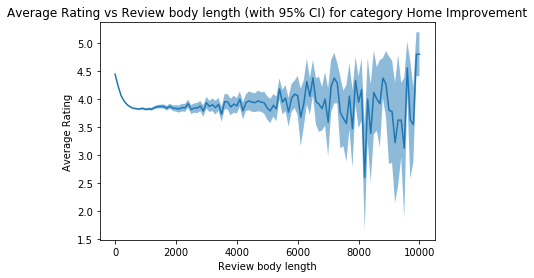 Average Rating vs Review body length (with 95% CI) for category Home Improvement
5.0
4.5
4.0
3.5
3.0
2.5
2.0
1.5
Average Rating
0 2000 4000 6000 8000 10000
Review body length